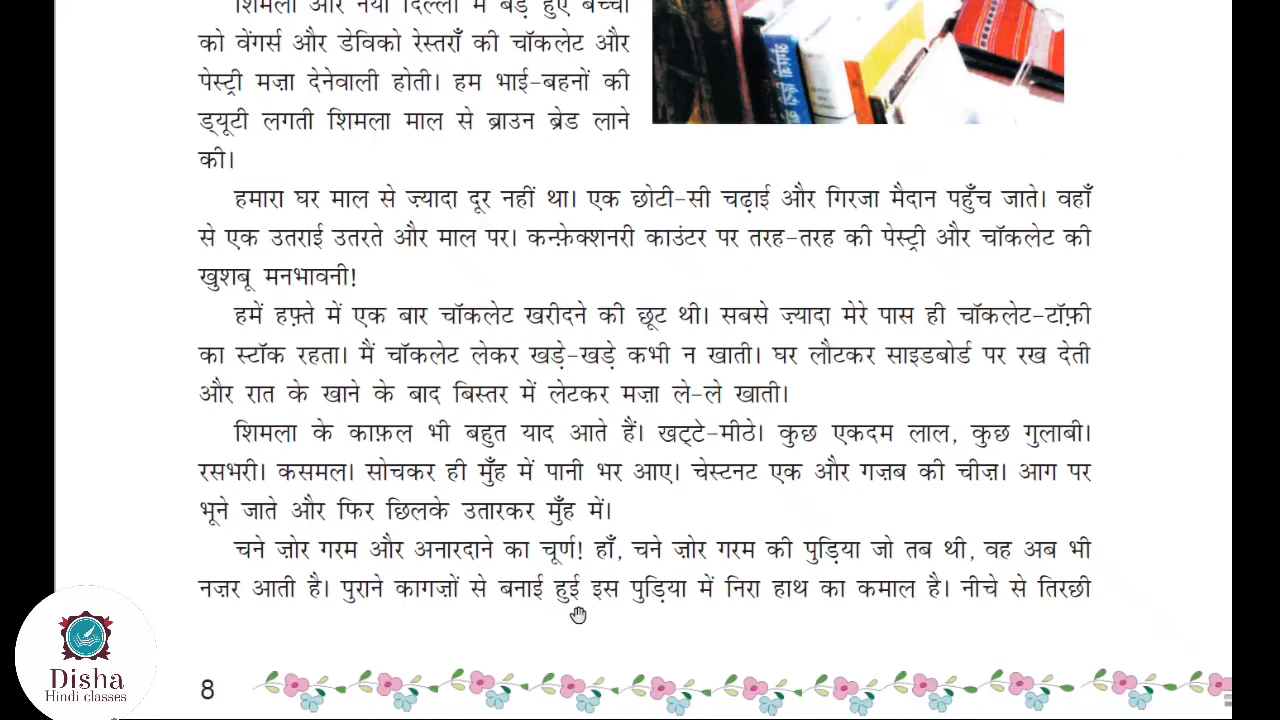 शिमला और नयी दिल्ली में बड़े हुए बच्चों
को वेंगर्स और डेविको रेस्तराँ की चॉकलेट और
पेस्ट्री मज़ा देनेवाली होती। हम भाई-बहनों की
ड्यूटी लगती शिमला माल से ब्राउन ब्रेड लाने
की।
हमारा घर माल से ज़्यादा दूर नहीं था। एक छोटी-सी चढ़ाई और गिरजा मैदान पहुँच जाते। वहाँ
से एक उतराई उतरते और माल पर। कन्फ़ेक्शनरी काउंटर पर तरह-तरह की पेस्ट्री और चॉकलेट की
खुशबू मनभावनी!
हमें हफ़्ते में एक बार चॉकलेट खरीदने की छूट थी। सबसे ज़्यादा मेरे पास ही चॉकलेट-टॉफ़ी
का स्टॉक रहता। मैं चॉकलेट लेकर खड़े-खड़े कभी न खाती। घर लौटकर साइडबोर्ड पर रख देती
और रात के खाने के बाद बिस्तर में लेटकर मज़ा ले-ले खाती।
शिमला के काफ़ल भी बहुत याद आते हैं। खट्टे-मीठे। कुछ एकदम लाल, कुछ गुलाबी।
रसभरी। कसमल। सोचकर ही मुँह में पानी भर आए। चेस्टनट एक और गज़ब की चीज़। आग पर
भूने जाते और फिर छिलके उतारकर मुँह में।
चने ज़ोर गरम और अनारदाने का चूर्ण! हाँ, चने ज़ोर गरम की पुड़िया जो तब थी, वह अब भी
नज़र आती है। पुराने कागज़ों से बनाई हुई इस पुड़िया में निरा हाथ का कमाल है। नीचे से तिरछी
8
Disha
Hindi classes